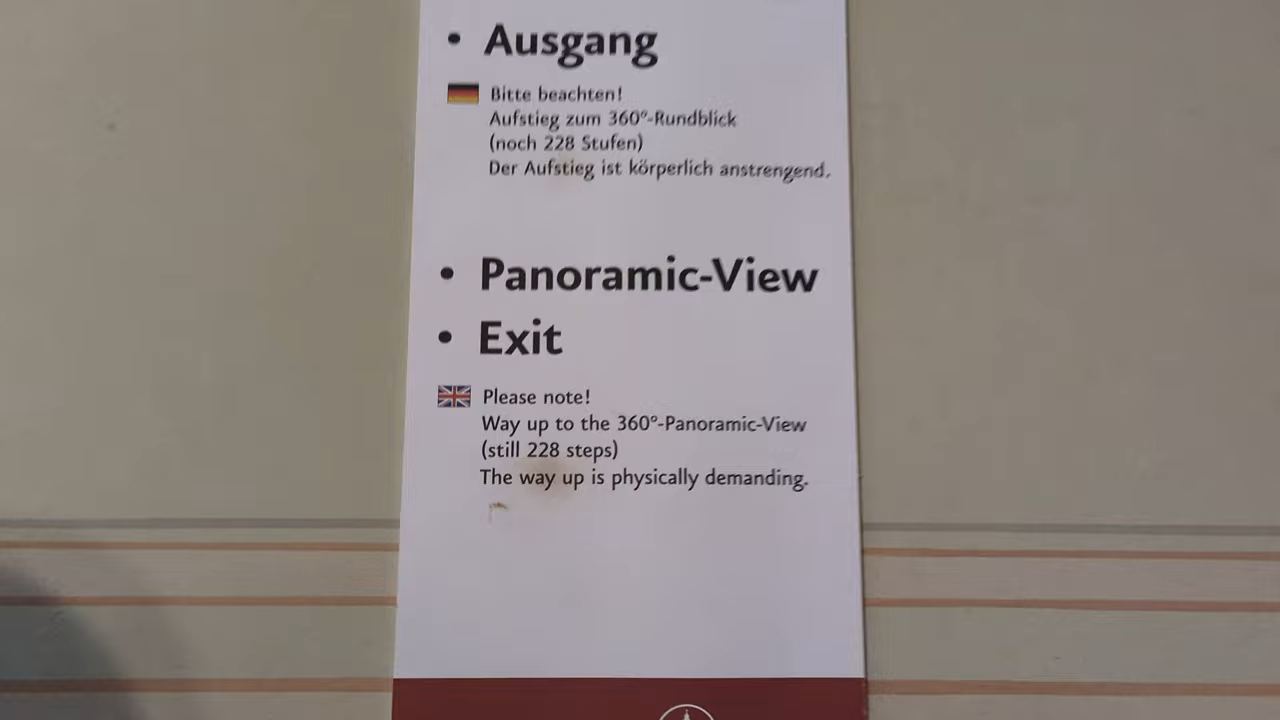 • Ausgang
Bitte beachten!
Aufstieg zum 360°-Rundblick
(noch 228 Stufen)
Der Aufstieg ist körperlich anstrengend.
• Panoramic-View
• Exit
Please note!
Way up to the 360°-Panoramic-View
(still 228 steps)
The way up is physically demanding.